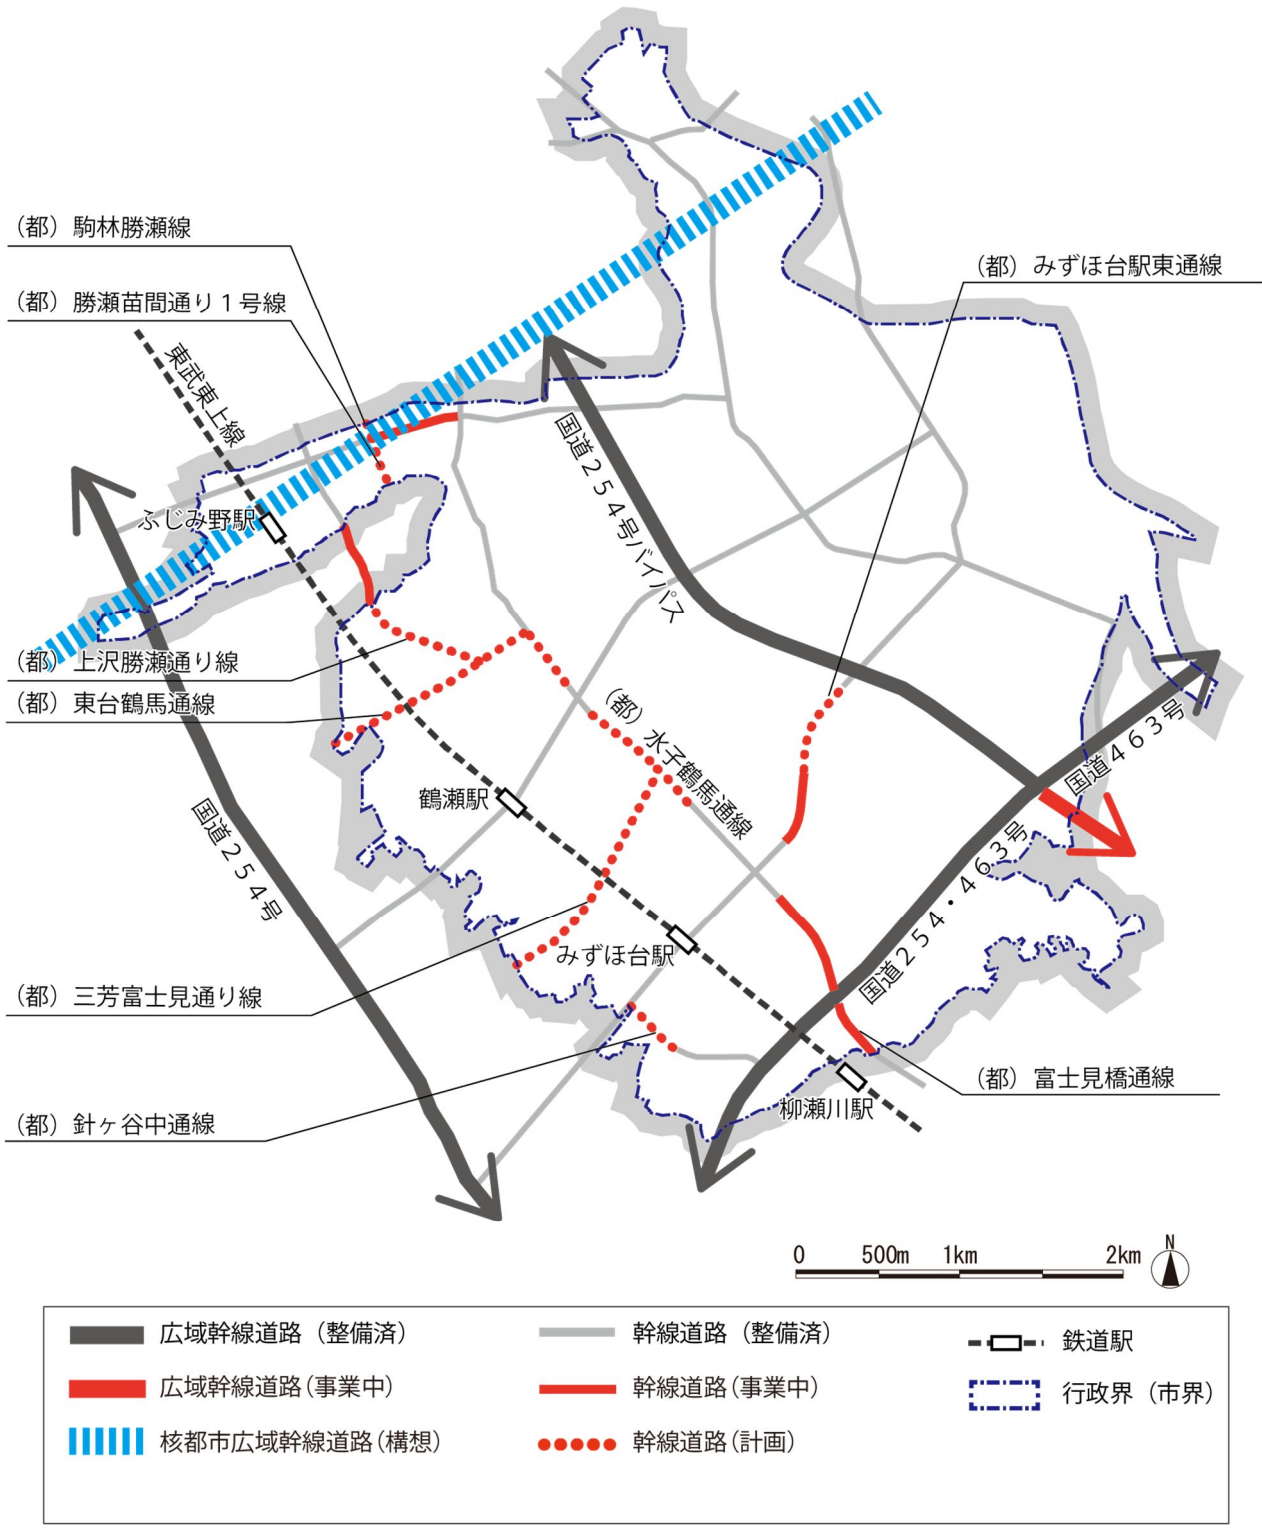 （都）駒林勝瀬線
（都）みずほ台駅東通線
（都）勝瀬苗間通り１号線
東武東上線
国道２５４号バイパス
ふじみ野駅
（都）上沢勝瀬通り線
（都）東台鶴馬通線
（都）水子鶴馬通線
国道４６３号
鶴瀬駅
国道２５４号
国道２５４・４６３号
みずほ台駅
（都）三芳富士見通り線
（都）富士見橋通線
柳瀬川駅
（都）針ヶ谷中通線
0 500m 1km 2km
N
広域幹線道路（整備済）
幹線道路（整備済）
鉄道駅
広域幹線道路（事業中）
幹線道路（事業中）
行政界（市界）
核都市広域幹線道路（構想）
幹線道路（計画）